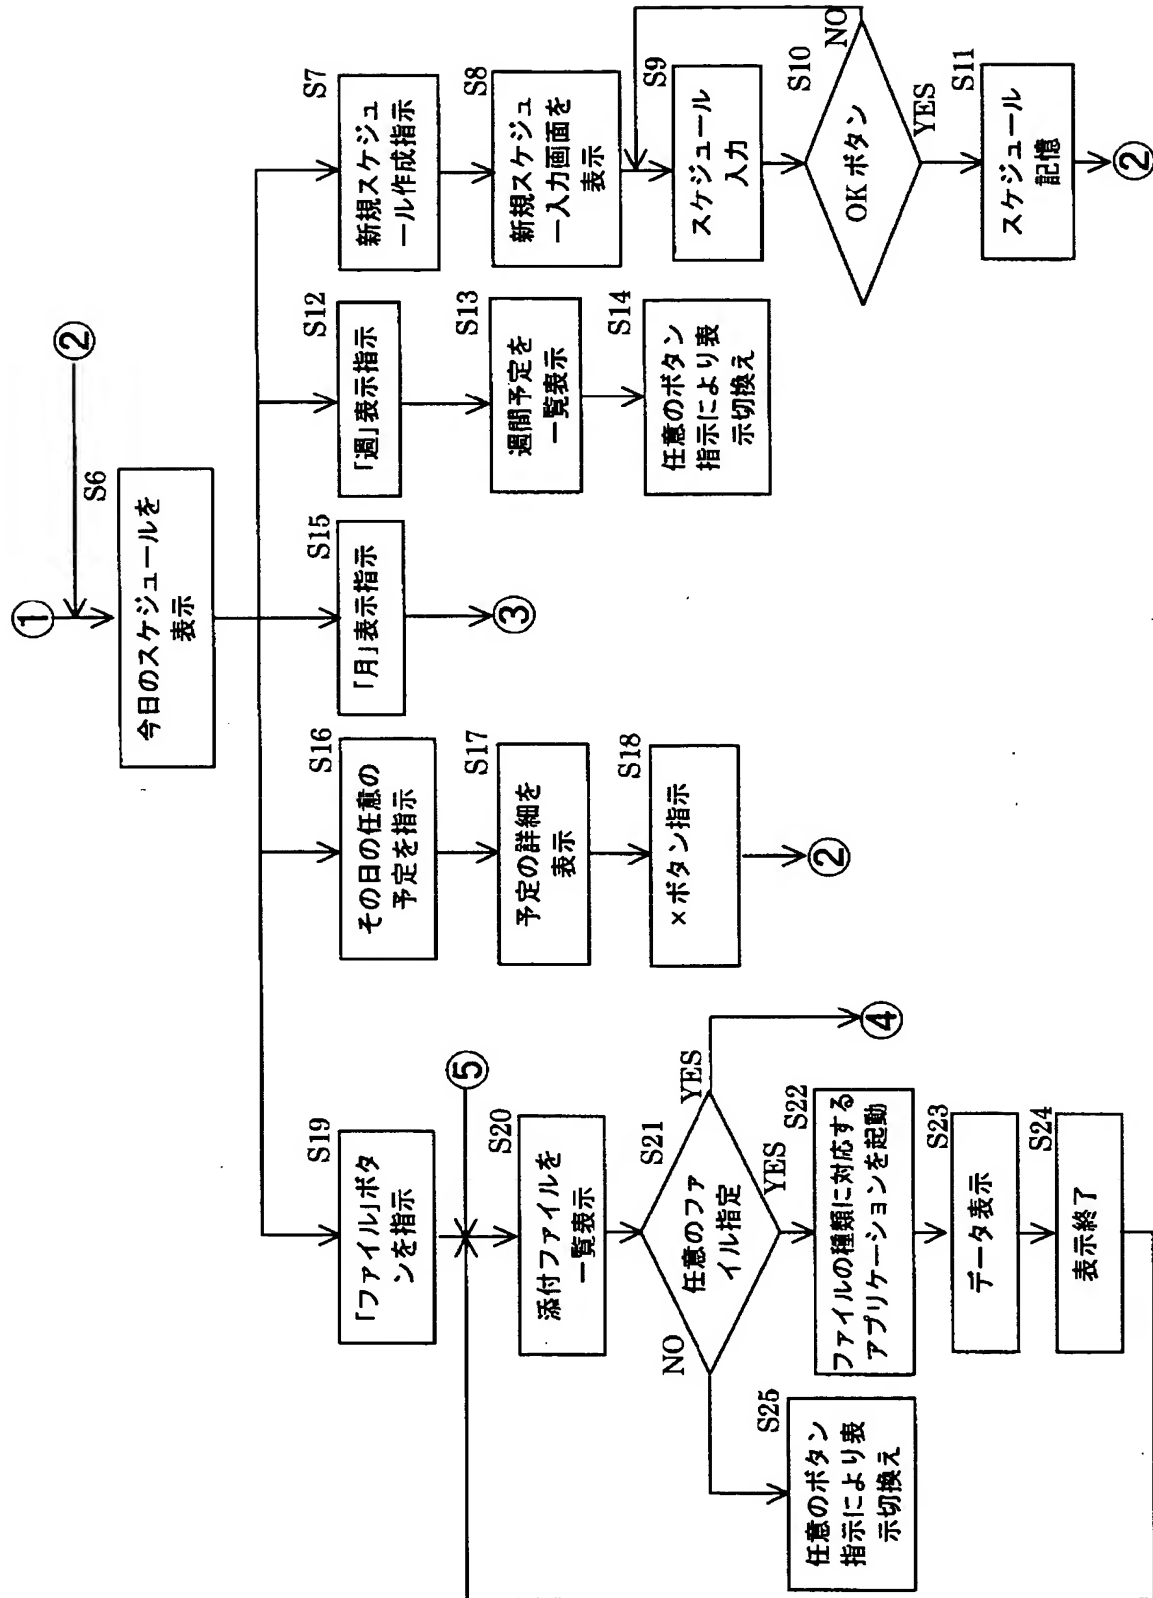 ①
②
S6
今日のスケジュールを
表示
S19
「ファイル」ボタ
ンを指示
⑤
S20
添付ファイルを
一覧表示
S21
任意のファ
イル指定
NO
YES
YES
④
S25
任意のボタン
指示により表
示切換え
S22
ファイルの種類に対応する
アプリケーションを起動
S23
データ表示
S24
表示終了
S16
その日の任意の
予定を指示
S17
予定の詳細を
表示
S18
×ボタン指示
②
S15
「月」表示指示
③
S12
「週」表示指示
S13
週間予定を
一覧表示
S14
任意のボタン
指示により表
示切換え
S7
新規スケジュ
ール作成指示
S8
新規スケジュ
ー入力画面を
表示
S9
スケジュール
入力
S10
OK ボタン
NO
YES
S11
スケジュール
記憶
②